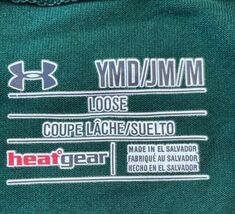 YMD/JM/M
LOOSE
COUPE LÂCHE/SUELTO
heatgear
MADE IN EL SALVADOR
FABRIQUÉ AU SALVADOR
HECHO EN EL SALVADOR